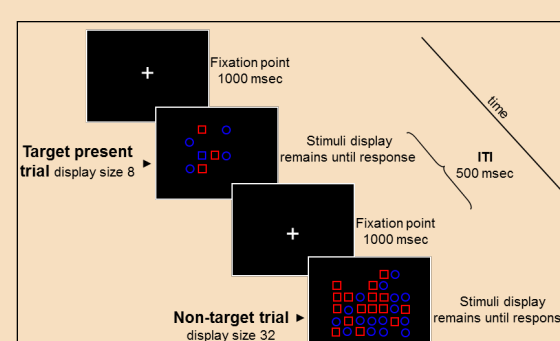 Fixation point
1000 msec
time
Target present
trial display size 8
Stimuli display
remains until response
ITI
500 msec
Fixation point
1000 msec
Non-target trial
display size 32
Stimuli display
remains until respons